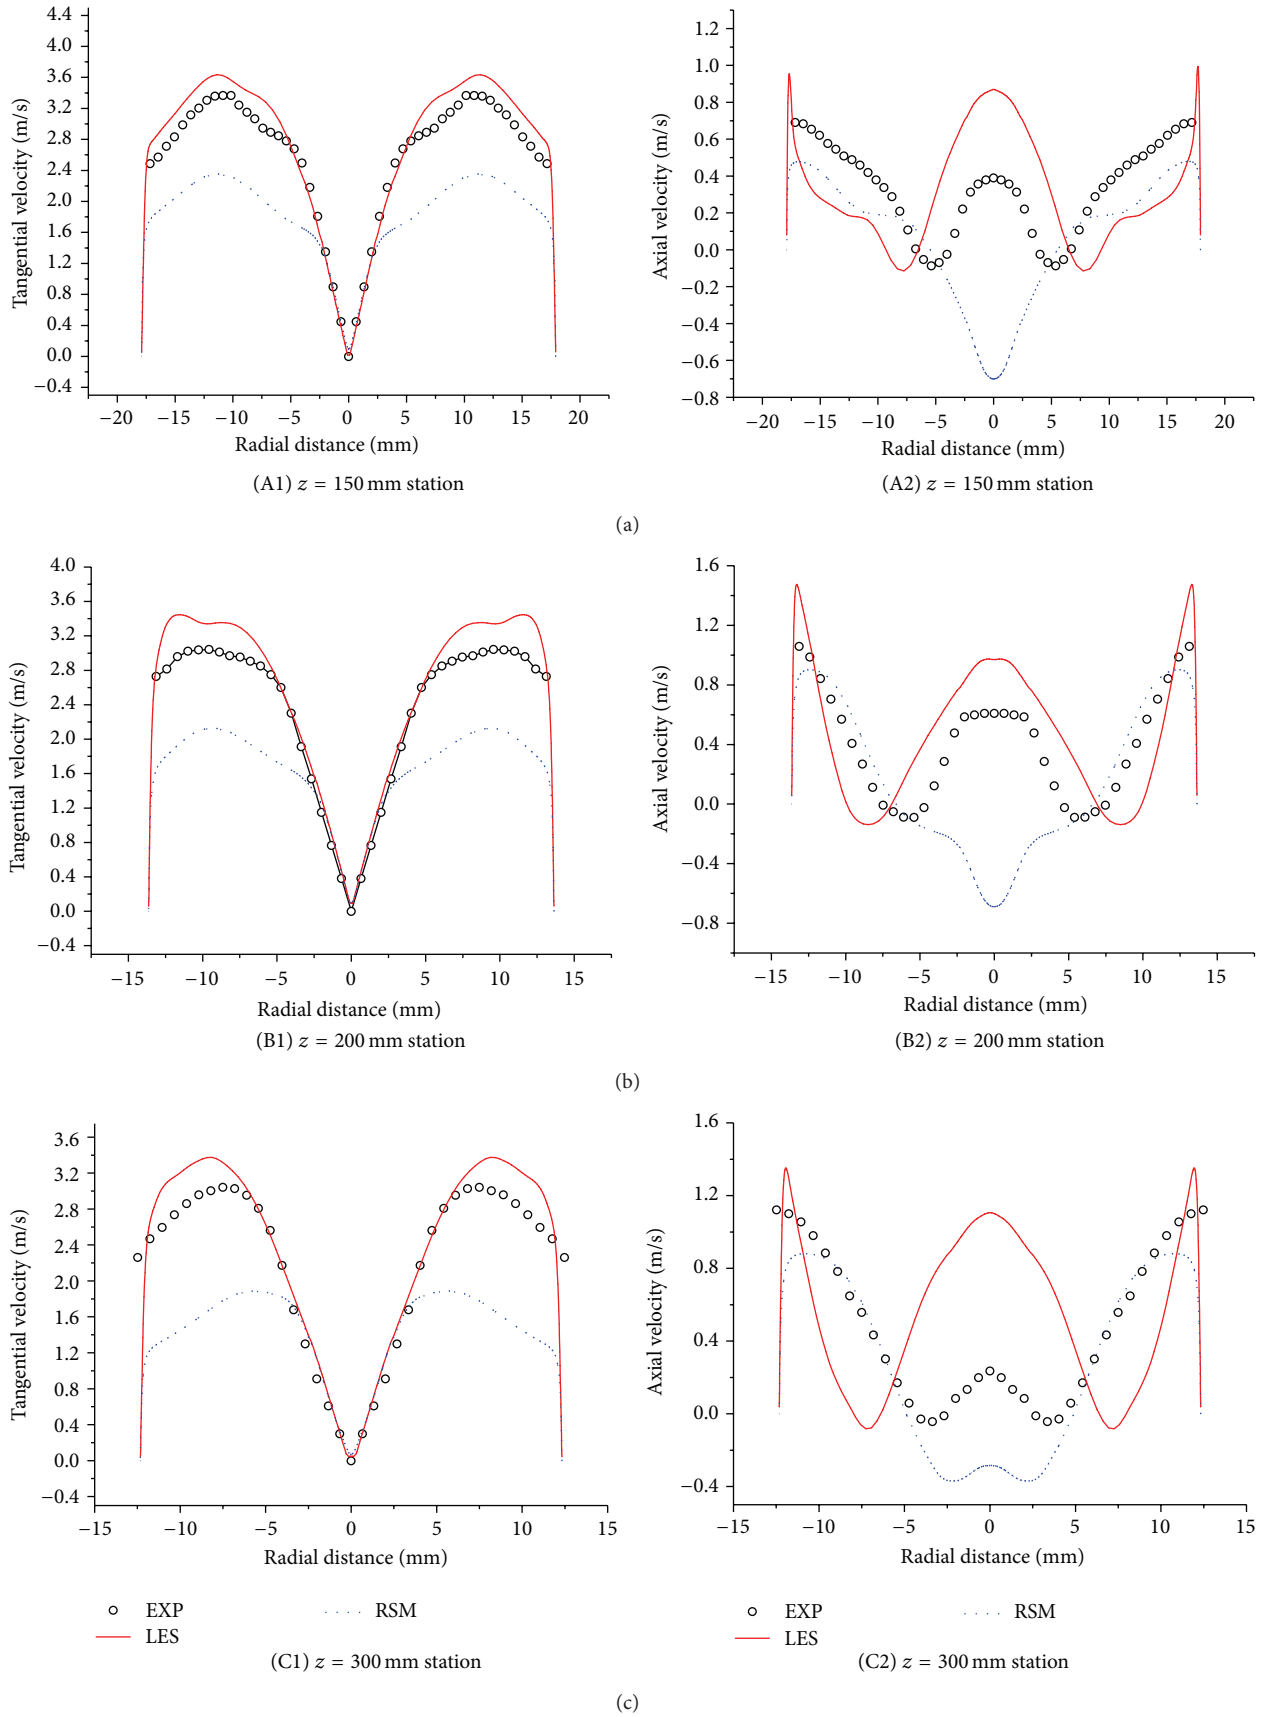 4.4
4.0
3.6
3.2
2.8
2.4
2.0
1.6
1.2
0.8
0.4
0.0
−0.4
Tangential velocity (m/s)
−20 −15 −10 −5 0 5 10 15 20
Radial distance (mm)
(A1) z = 150 mm station
1.2
1.0
0.8
0.6
0.4
0.2
0.0
−0.2
−0.4
−0.6
−0.8
Axial velocity (m/s)
−20 −15 −10 −5 0 5 10 15 20
Radial distance (mm)
(A2) z = 150 mm station
(a)
4.0
3.6
3.2
2.8
2.4
2.0
1.6
1.2
0.8
0.4
0.0
−0.4
Tangential velocity (m/s)
−15 −10 −5 0 5 10 15
Radial distance (mm)
(B1) z = 200 mm station
1.6
1.2
0.8
0.4
0.0
−0.4
−0.8
Axial velocity (m/s)
−15 −10 −5 0 5 10 15
Radial distance (mm)
(B2) z = 200 mm station
(b)
3.6
3.2
2.8
2.4
2.0
1.6
1.2
0.8
0.4
0.0
−0.4
Tangential velocity (m/s)
−15 −10 −5 0 5 10 15
Radial distance (mm)
EXP RSM
LES
(C1) z = 300 mm station
1.6
1.2
0.8
0.4
0.0
−0.4
Axial velocity (m/s)
−15 −10 −5 0 5 10 15
Radial distance (mm)
EXP RSM
LES
(C2) z = 300 mm station
(c)